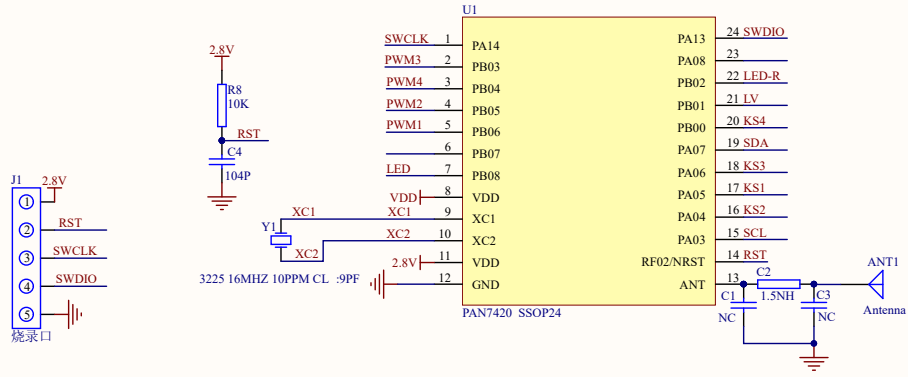 U1
PA14
PB03
PB04
PB05
PB06
PB07
PB08
VDD
XC1
XC2
VDD
GND
PA13
PA08
PB02
PB01
PB00
PA07
PA06
PA05
PA04
PA03
RF02/NRST
ANT
PAN7420 SSOP24
SWCLK 1
PWM3 2
PWM4 3
PWM2 4
PWM1 5
6
LED 7
VDD 8
XC1 XC1 9
XC2 XC2 10
2.8V 11
12
24 SWDIO
23
22 LED-R
21 LV
20 KS4
19 SDA
18 KS3
17 KS1
16 KS2
15 SCL
14 RST
13
2.8V
R8
10K
RST
C4
104P
J1
2.8V
1
2 RST
3 SWCLK
4 SWDIO
5
烧录口
Y1
3225 16MHZ 10PPM CL :9PF
C1
NC
C2
1.5NH
C3
NC
ANT1
Antenna